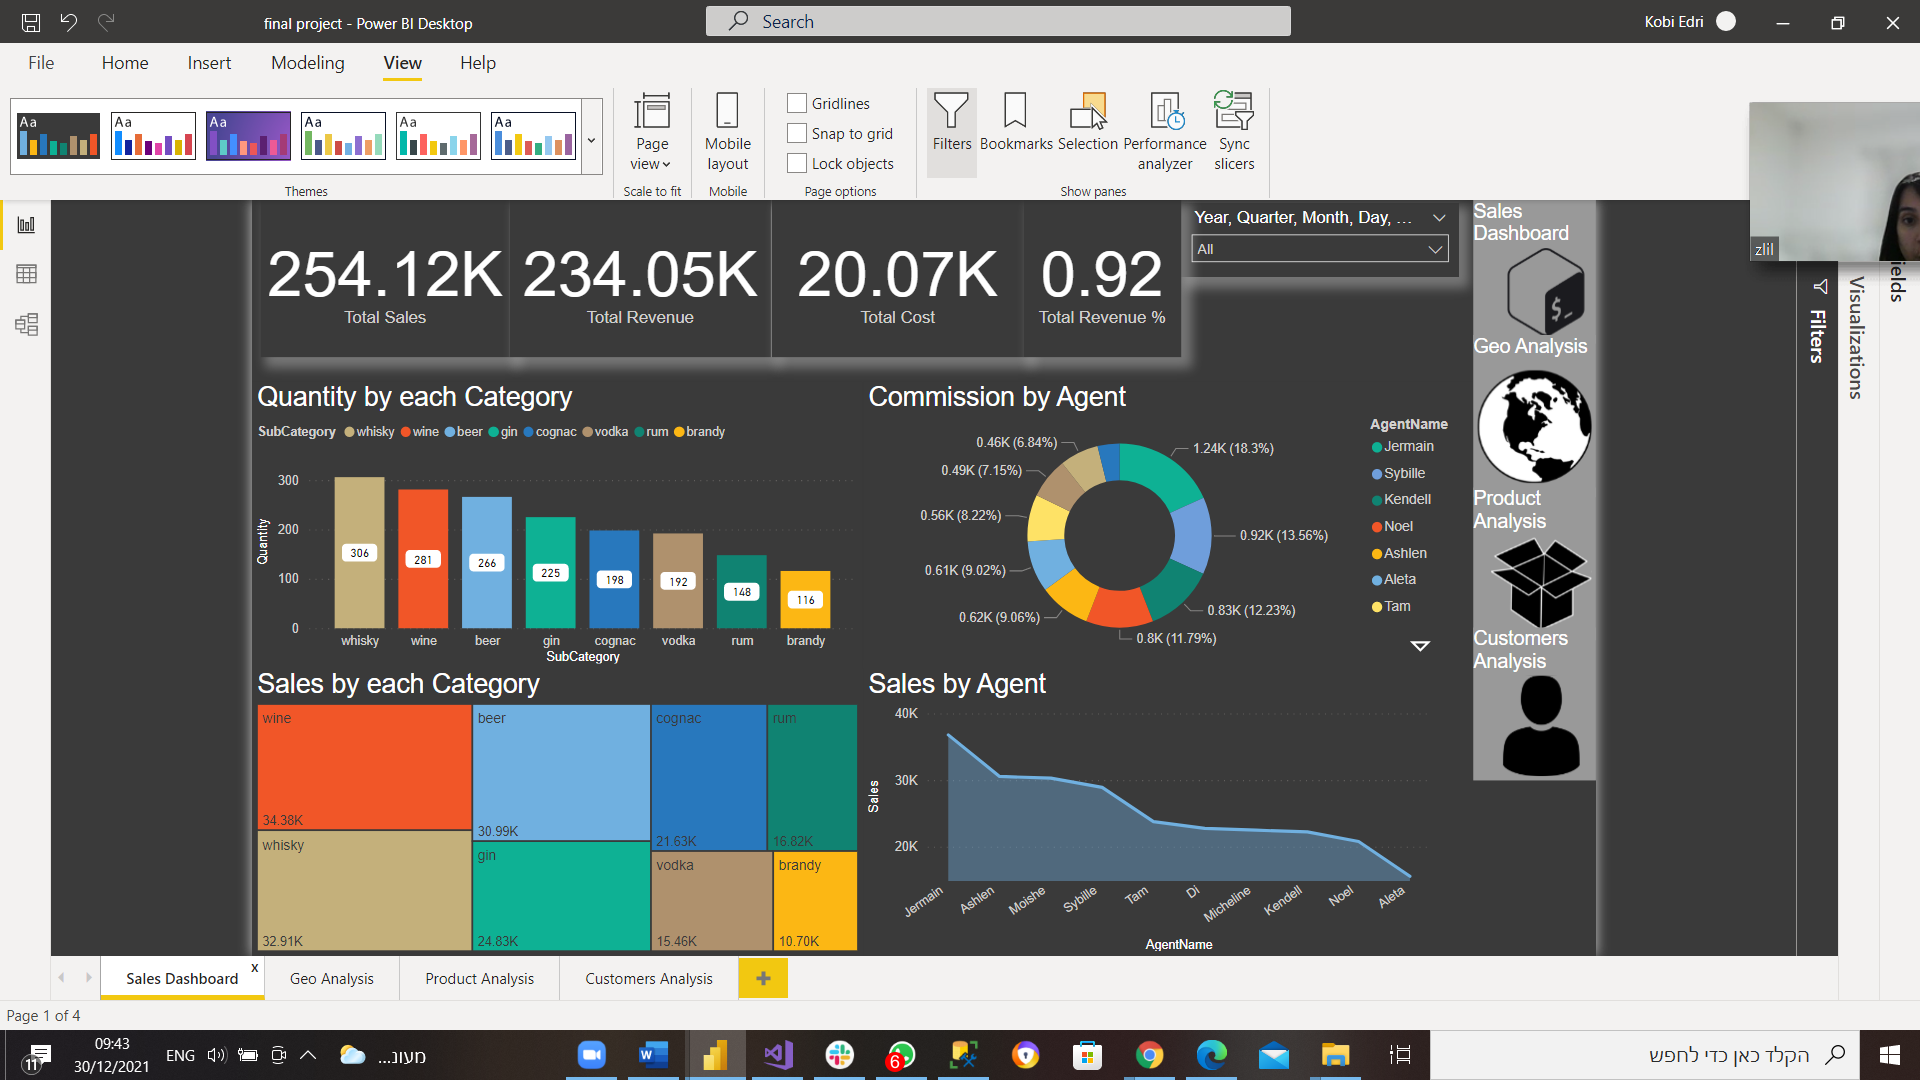 final project - Power BI Desktop
Search
Kobi Edri
File
Home
Insert
Modeling
View
Help
Aa
Aa
Aa
Aa
Aa
Aa
Themes
Page view
Scale to fit
Mobile layout
Mobile
Gridlines
Snap to grid
Lock objects
Page options
Filters
Bookmarks
Selection
Performance analyzer
Sync slicers
Show panes
zlil
254.12K
Total Sales
234.05K
Total Revenue
20.07K
Total Cost
0.92
Total Revenue %
Year, Quarter, Month, Day, ...
All
Sales
Dashboard
$
Geo Analysis
Product
Analysis
Customers
Analysis
Filters
Visualizations
ields
Quantity by each Category
SubCategory whisky wine beer gin cognac vodka rum brandy
Quantity
300
200
100
0
306
281
266
225
198
192
148
116
whisky
wine
beer
gin
cognac
vodka
rum
brandy
SubCategory
Commission by Agent
1.24K (18.3%)
0.92K (13.56%)
0.83K (12.23%)
0.8K (11.79%)
0.62K (9.06%)
0.61K (9.02%)
0.56K (8.22%)
0.49K (7.15%)
0.46K (6.84%)
AgentName
Jermain
Sybille
Kendell
Noel
Ashlen
Aleta
Tam
Sales by each Category
wine
34.38K
whisky
32.91K
beer
30.99K
gin
24.83K
cognac
21.63K
rum
16.82K
vodka
15.46K
brandy
10.70K
Sales by Agent
Sales
40K
30K
20K
Jermain
Ashlen
Moishe
Sybille
Tam
Di
Micheline
Kendell
Noel
Aleta
AgentName
Sales Dashboard
x
Geo Analysis
Product Analysis
Customers Analysis
+
Page 1 of 4
11
09:43
30/12/2021
ENG
מעונ...
6
הקלד כאן כדי לחפש